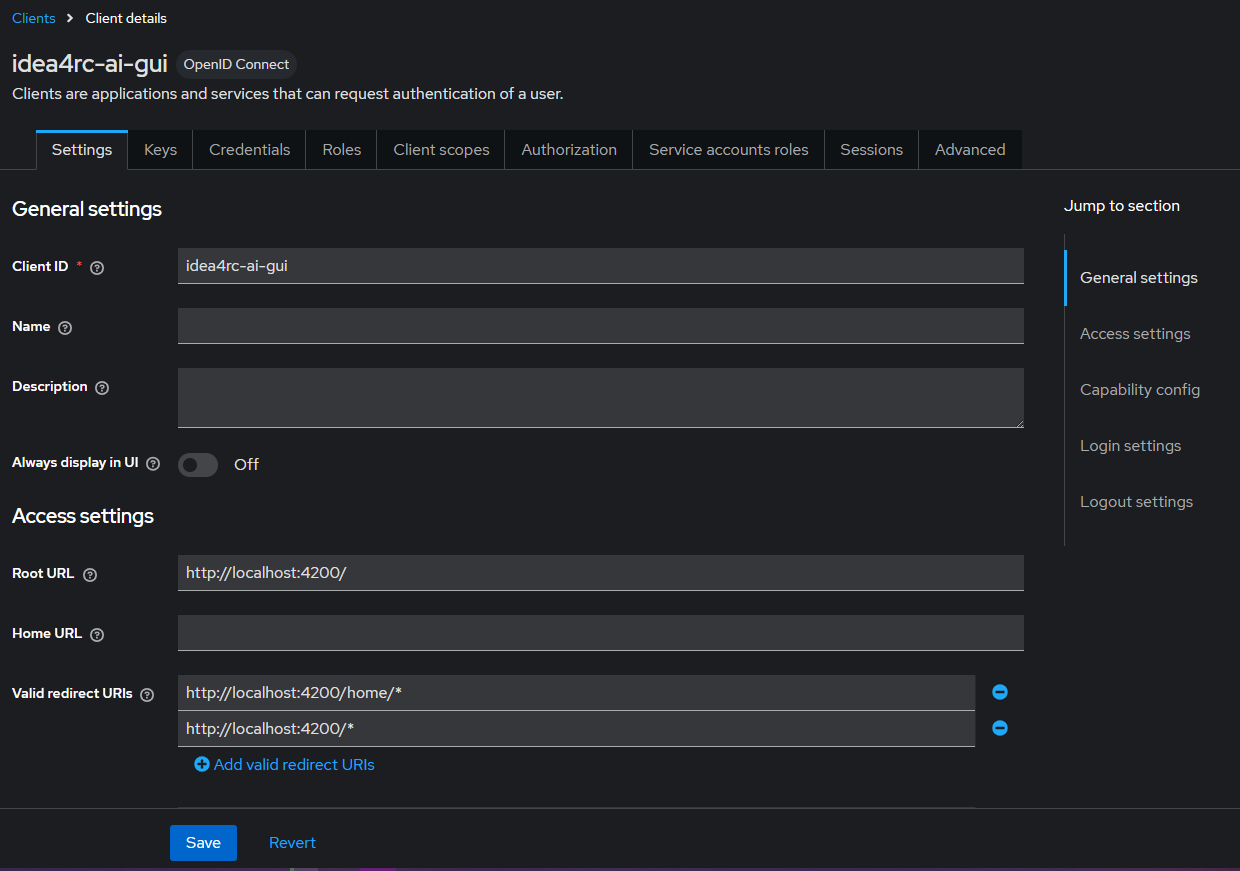 Clients > Client details
idea4rc-ai-gui OpenID Connect
Clients are applications and services that can request authentication of a user.
Settings Keys Credentials Roles Client scopes Authorization Service accounts roles Sessions Advanced
General settings
Jump to section
Client ID * idea4rc-ai-gui
General settings
Name
Access settings
Description
Capability config
Login settings
Always display in UI Off
Logout settings
Access settings
Root URL http://localhost:4200/
Home URL
Valid redirect URIs http://localhost:4200/home/*
http://localhost:4200/*
Add valid redirect URIs
Save Revert